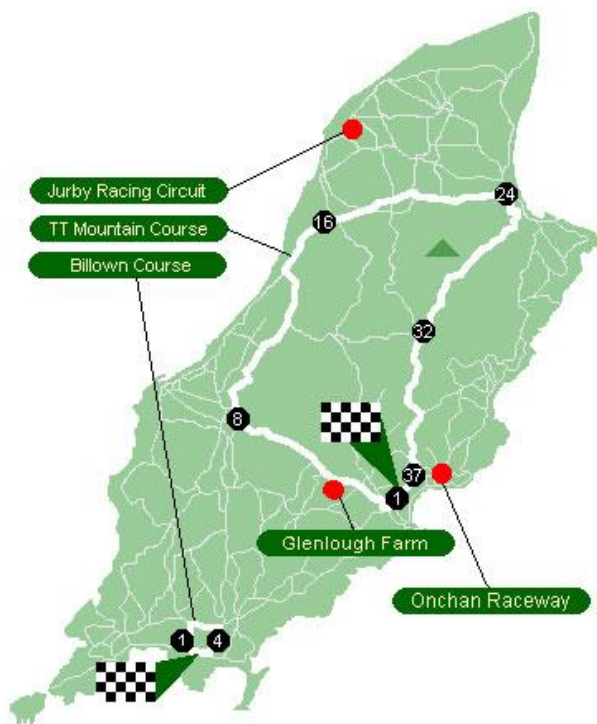 Jurby Racing Circuit
TT Mountain Course
Billown Course
24
16
32
8
37
1
Glenlough Farm
Onchan Raceway
1
4